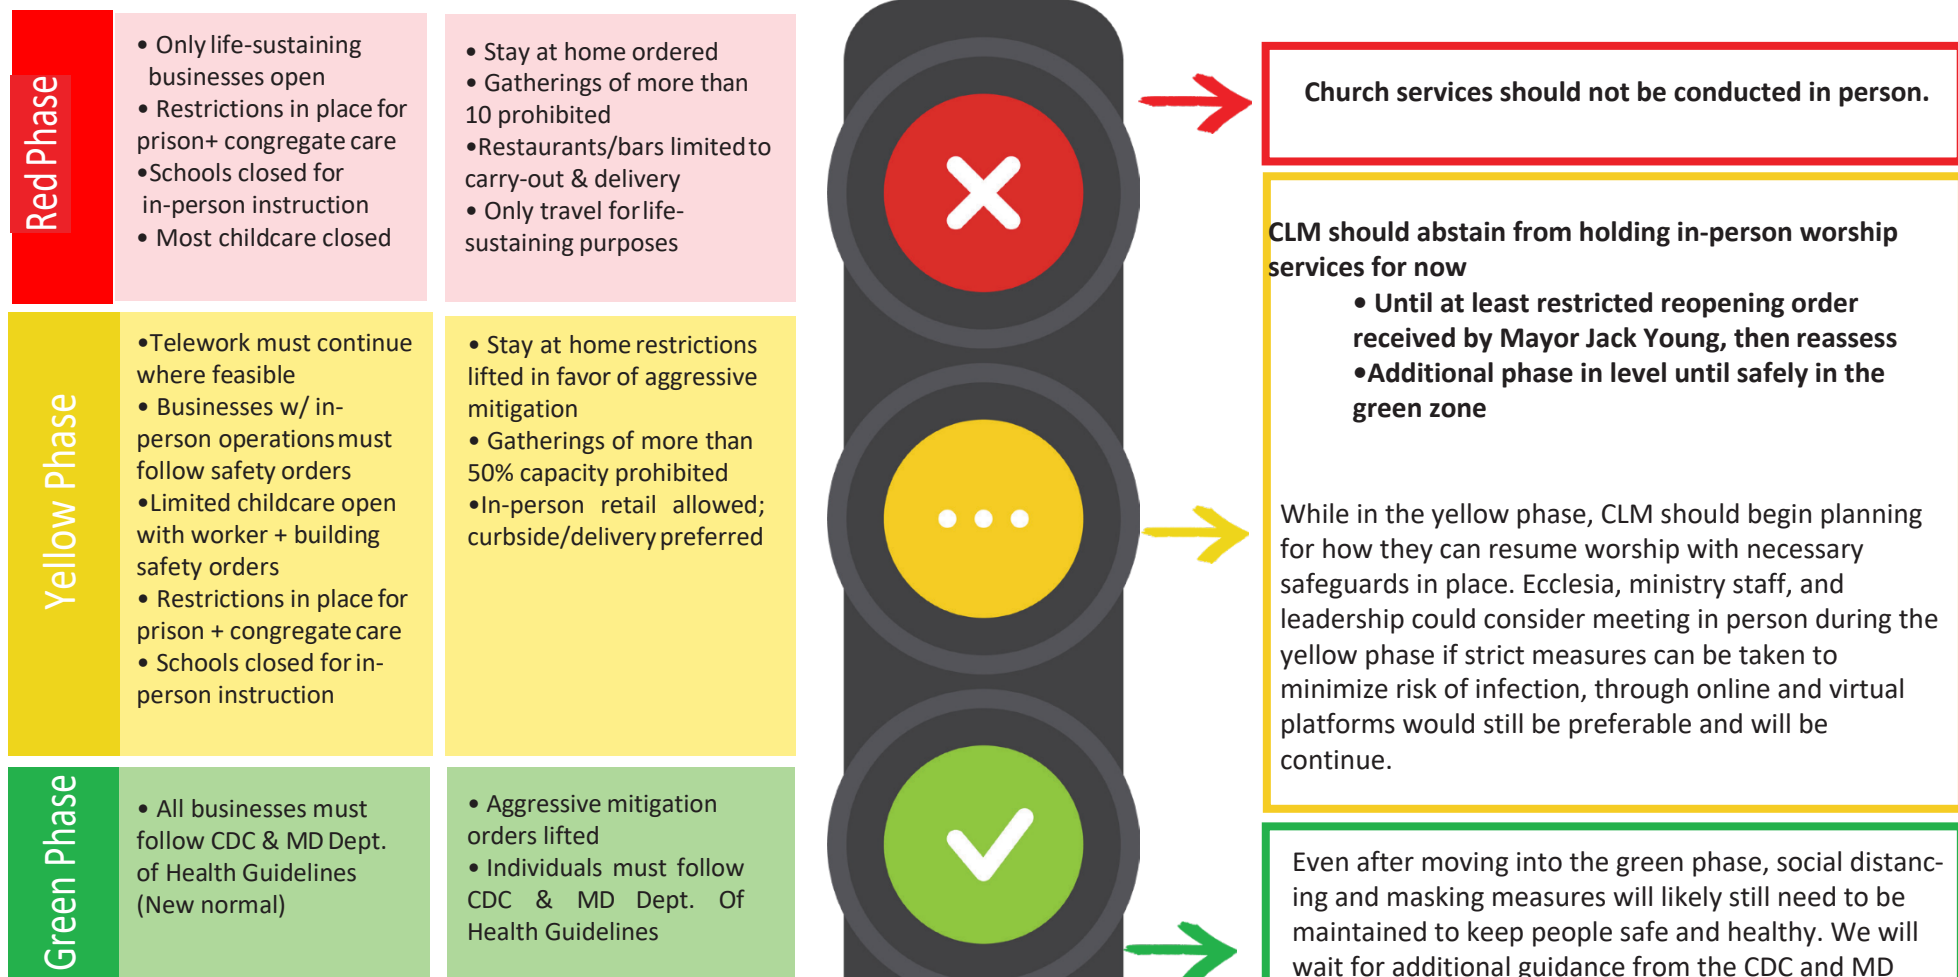 Red Phase
• Only life-sustaining
businesses open
• Restrictions in place for
prison+ congregate care
•Schools closed for
in-person instruction
• Most childcare closed
• Stay at home ordered
• Gatherings of more than
10 prohibited
•Restaurants/bars limited to
carry-out & delivery
• Only travel for life-
sustaining purposes
Church services should not be conducted in person.
Yellow Phase
•Telework must continue
where feasible
• Businesses w/ in-
person operations must
follow safety orders
•Limited childcare open
with worker + building
safety orders
• Restrictions in place for
prison + congregate care
• Schools closed for in-
person instruction
• Stay at home restrictions
lifted in favor of aggressive
mitigation
• Gatherings of more than
50% capacity prohibited
•In-person retail allowed;
curbside/delivery preferred
CLM should abstain from holding in-person worship
services for now
• Until at least restricted reopening order
received by Mayor Jack Young, then reassess
•Additional phase in level until safely in the
green zone
While in the yellow phase, CLM should begin planning
for how they can resume worship with necessary
safeguards in place. Ecclesia, ministry staff, and
leadership could consider meeting in person during the
yellow phase if strict measures can be taken to
minimize risk of infection, through online and virtual
platforms would still be preferable and will be
continue.
Green Phase
• All businesses must
follow CDC & MD Dept.
of Health Guidelines
(New normal)
• Aggressive mitigation
orders lifted
• Individuals must follow
CDC & MD Dept. Of
Health Guidelines
Even after moving into the green phase, social distanc-
ing and masking measures will likely still need to be
maintained to keep people safe and healthy. We will
wait for additional guidance from the CDC and MD